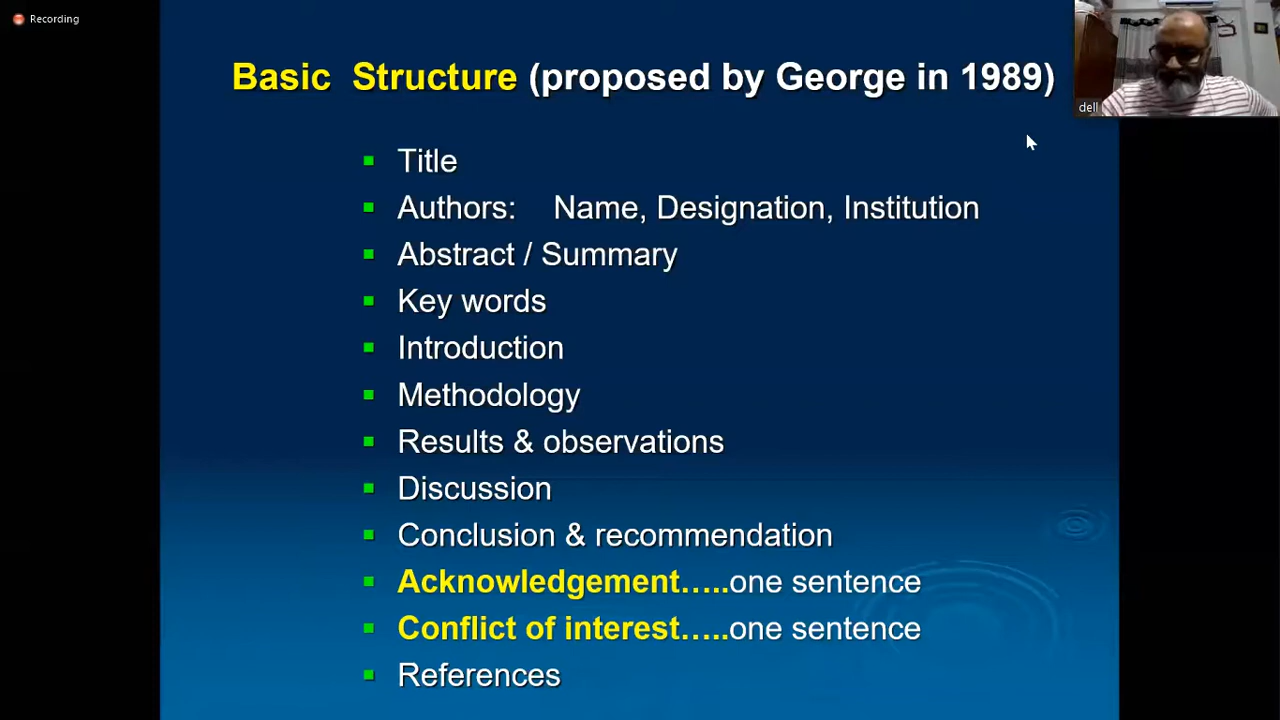 Recording
Basic Structure (proposed by George in 1989)
dell
Title
Authors: Name, Designation, Institution
Abstract / Summary
Key words
Introduction
Methodology
Results & observations
Discussion
Conclusion & recommendation
Acknowledgement…..one sentence
Conflict of interest…..one sentence
References